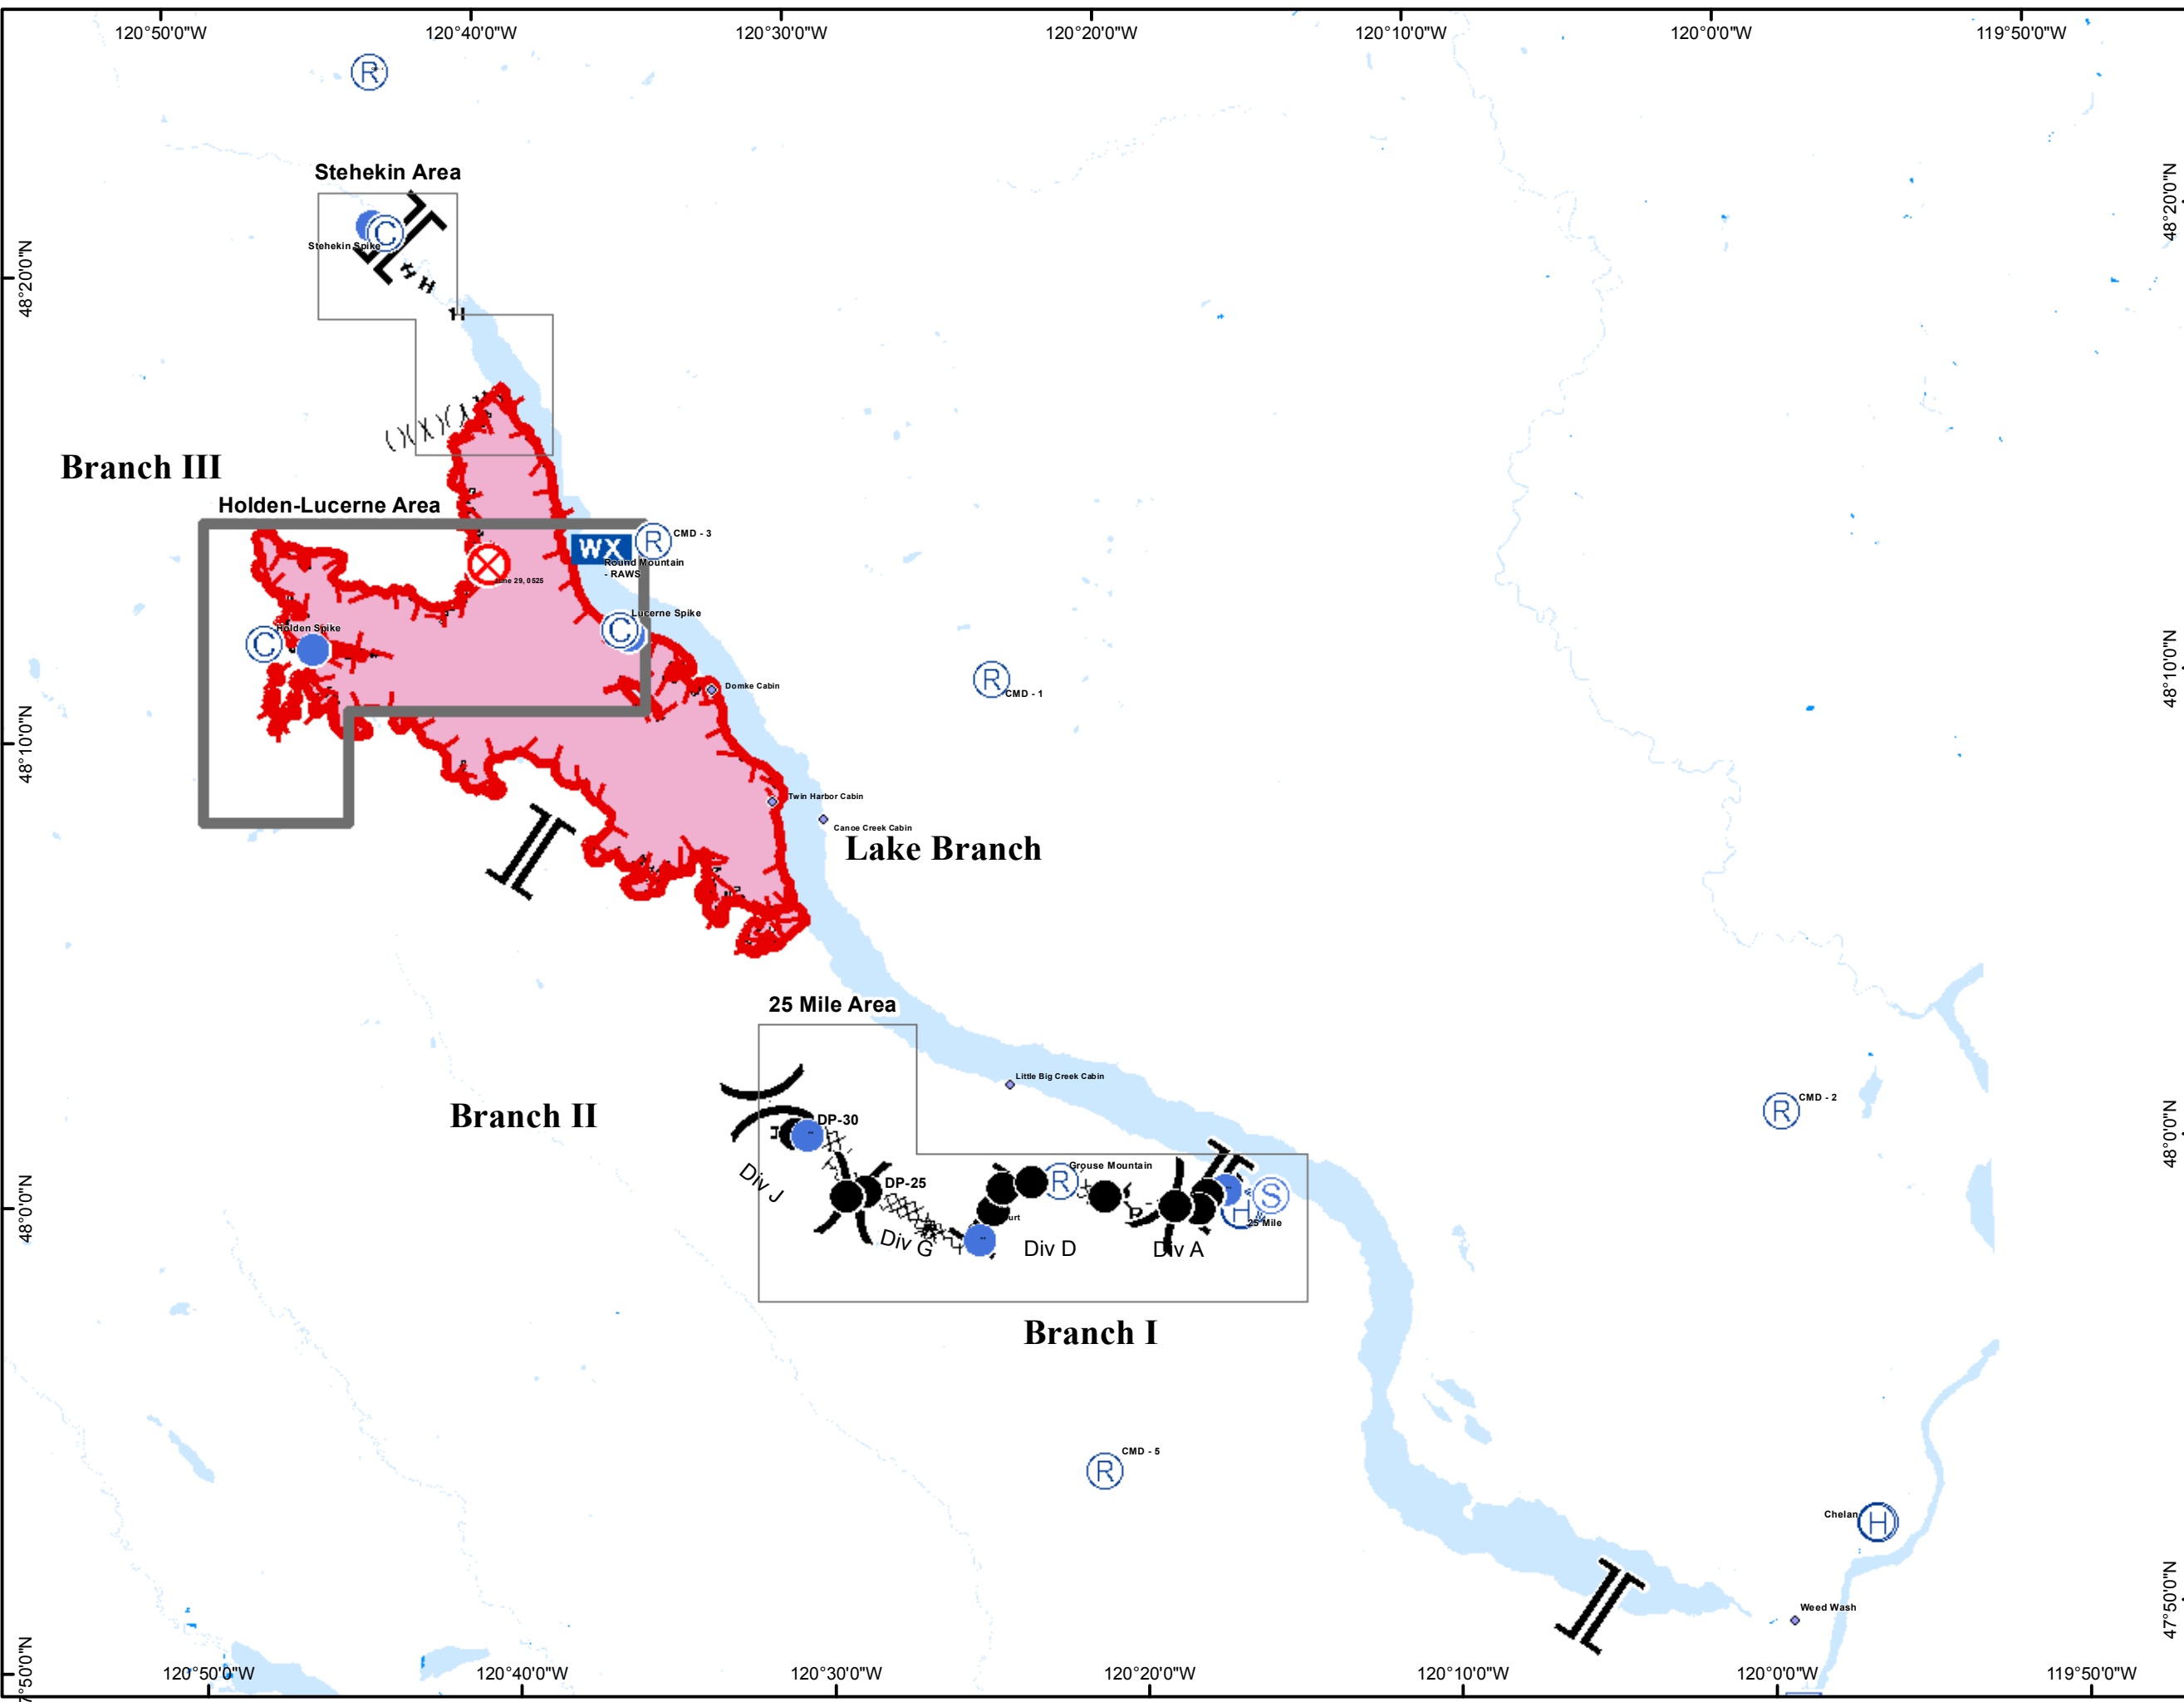 120°50'0"W
120°40'0"W
120°30'0"W
120°20'0"W
120°10'0"W
120°0'0"W
119°50'0"W
R
Stehekin Area
48°20'0"N
C
Stehekin Spike
48°20'0"N
H
H
H
Branch III
Holden-Lucerne Area
WX
R
CMD - 3
Round Mountain
- RAWS
June 29, 0525
Lucerne Spike
C
Holden Spike
C
48°10'0"N
R
CMD - 1
Domke Cabin
48°10'0"N
Twin Harbor Cabin
Canoe Creek Cabin
Lake Branch
25 Mile Area
Little Big Creek Cabin
CMD - 2
R
Branch II
DP-30
48°0'0"N
Grouse Mountain
R
Div J
DP-25
S
H
25 Mile
48°0'0"N
Div G
Div D
Div A
Branch I
CMD - 5
R
Chelan
H
47°50'0"N
Weed Wash
7°50'0"N
120°50'0"W
120°40'0"W
120°30'0"W
120°20'0"W
120°10'0"W
120°0'0"W
119°50'0"W